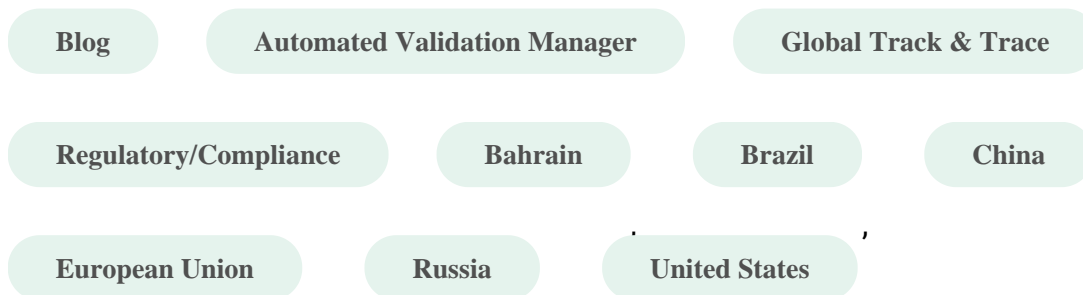 Blog Automated Validation Manager Global Track & Trace
Regulatory/Compliance Bahrain Brazil China
European Union Russia United States